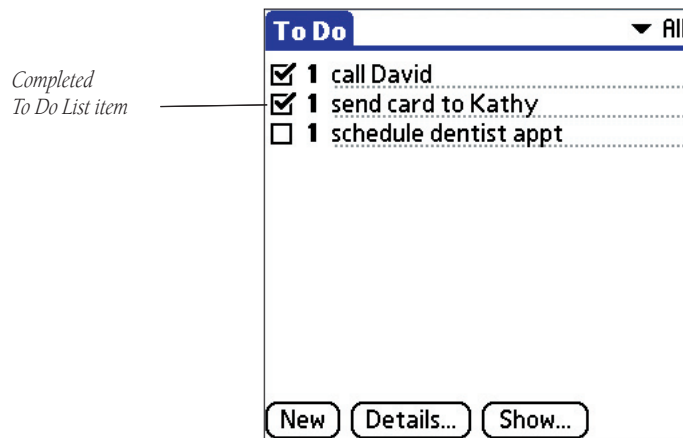 To Do
All
Completed
To Do List item
1 call David
1 send card to Kathy
1 schedule dentist appt
New Details... Show...